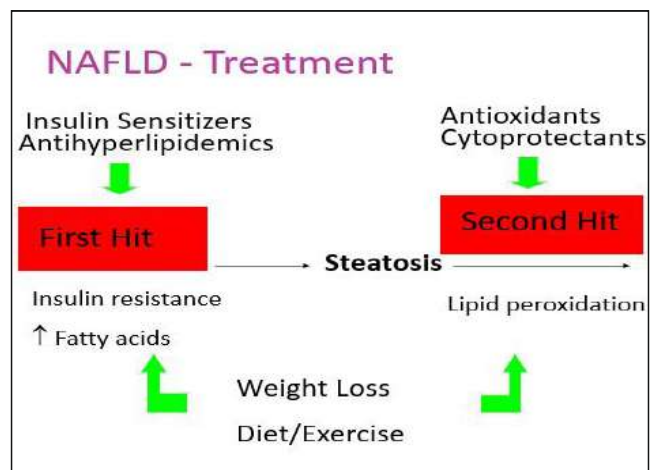 NAFLD - Treatment
Insulin Sensitizers
Antihyperlipidemics
Antioxidants
Cytoprotectants
First Hit
Second Hit
Steatosis
Insulin resistance
↑ Fatty acids
Lipid peroxidation
Weight Loss
Diet/Exercise